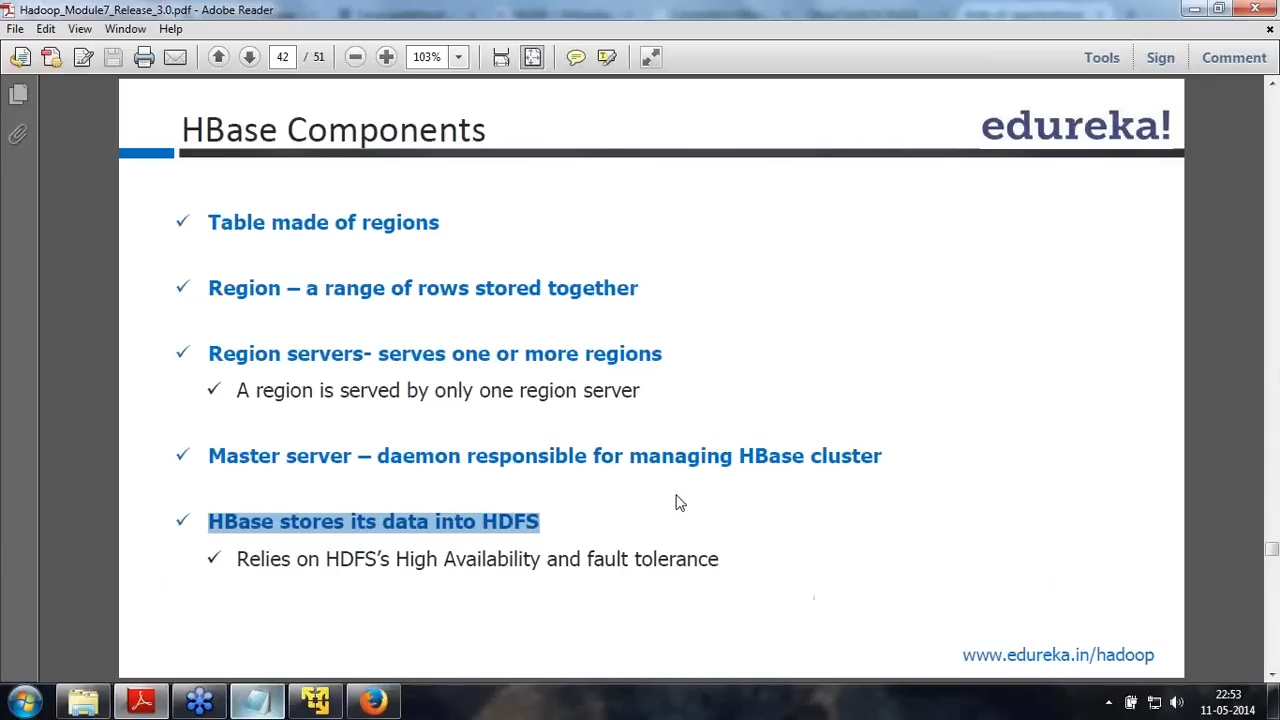 Hadoop_Module7_Release_3.0.pdf - Adobe Reader
File Edit View Window Help
42 / 51 103% Tools Sign Comment
HBase Components
edureka!
Table made of regions
Region – a range of rows stored together
Region servers- serves one or more regions
A region is served by only one region server
Master server – daemon responsible for managing HBase cluster
HBase stores its data into HDFS
Relies on HDFS’s High Availability and fault tolerance
www.edureka.in/hadoop
22:53
11-05-2014